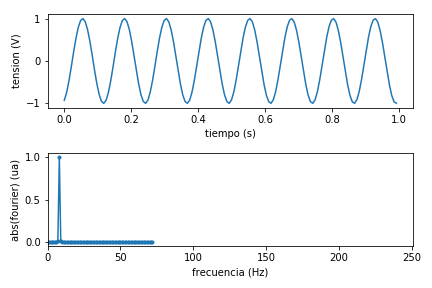 1
0
−1
tension (V)
0.0 0.2 0.4 0.6 0.8 1.0
tiempo (s)
1.0
0.5
0.0
abs(fourier) (ua)
0 50 100 150 200 250
frecuencia (Hz)